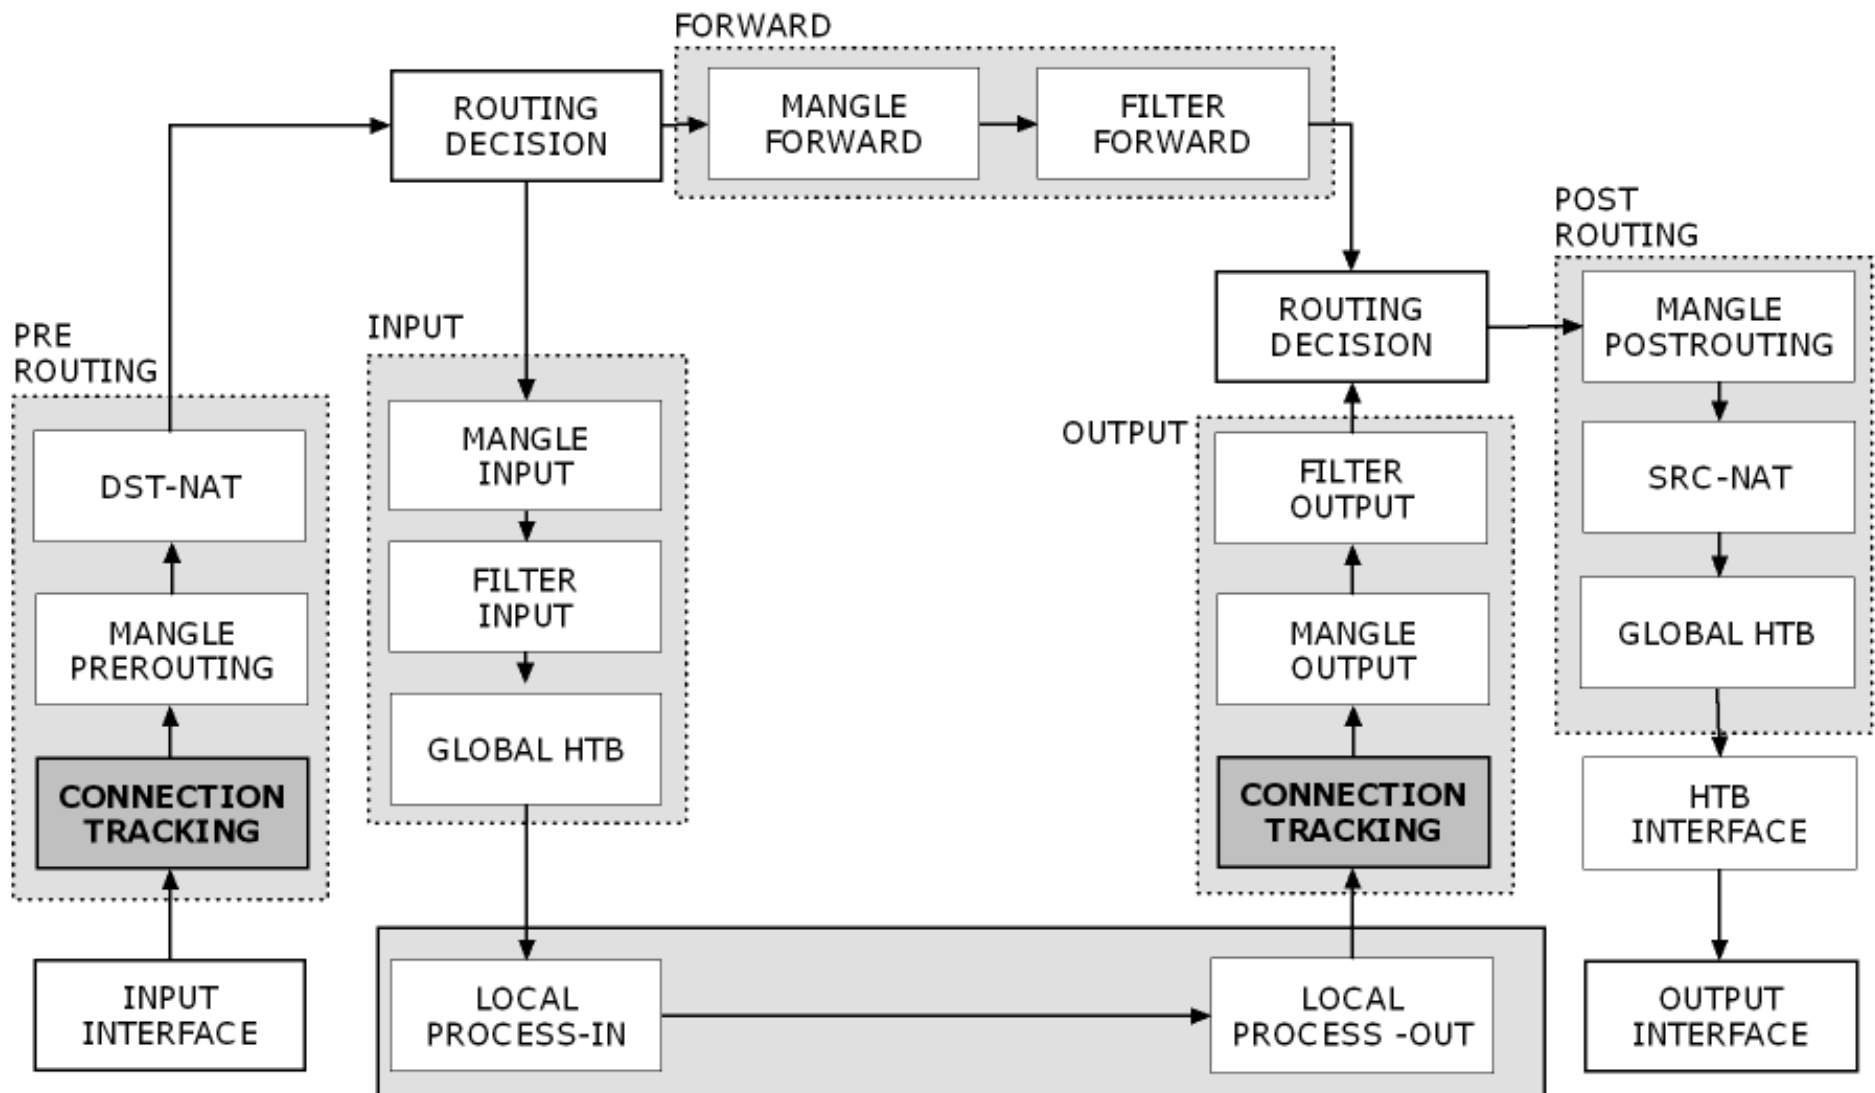 FORWARD
ROUTING
DECISION
MANGLE
FORWARD
FILTER
FORWARD
POST
ROUTING
PRE
ROUTING
INPUT
ROUTING
DECISION
MANGLE
POSTROUTING
OUTPUT
DST-NAT
MANGLE
INPUT
FILTER
OUTPUT
SRC-NAT
MANGLE
PREROUTING
FILTER
INPUT
MANGLE
OUTPUT
GLOBAL HTB
CONNECTION
TRACKING
GLOBAL HTB
CONNECTION
TRACKING
HTB
INTERFACE
INPUT
INTERFACE
LOCAL
PROCESS-IN
LOCAL
PROCESS -OUT
OUTPUT
INTERFACE